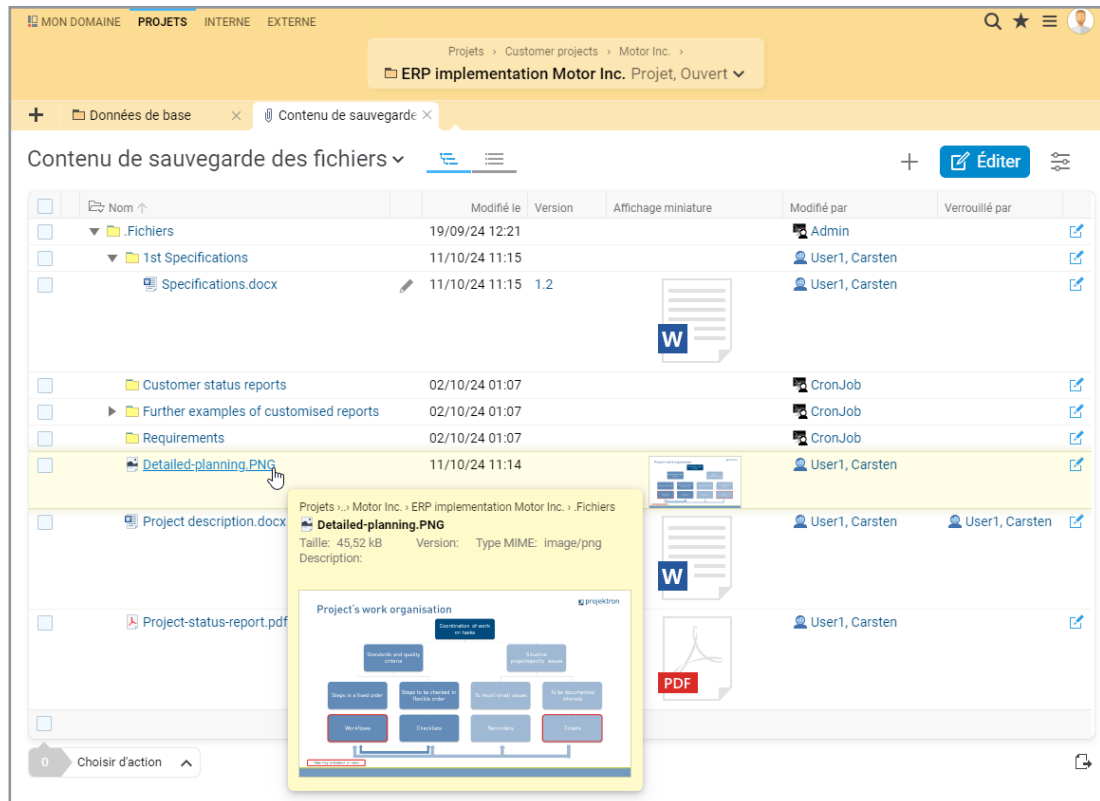 MON DOMAINE PROJETS INTERNE EXTERNE
Projets › Customer projects › Motor Inc. ›
ERP implementation Motor Inc. Projet, Ouvert
Données de base
Contenu de sauvegarde
Contenu de sauvegarde des fichiers
Éditer
Nom Modifié le Version Affichage miniature Modifié par Verrouillé par
.Fichiers 19/09/24 12:21 Admin
1st Specifications 11/10/24 11:15 User1, Carsten
Specifications.docx 11/10/24 11:15 1.2 User1, Carsten
W
Customer status reports 02/10/24 01:07 CronJob
Further examples of customised reports 02/10/24 01:07 CronJob
Requirements 02/10/24 01:07 CronJob
Detailed-planning.PNG 11/10/24 11:14 User1, Carsten
Project description.docx User1, Carsten User1, Carsten
W
Project-status-report.pdf User1, Carsten
PDF
Projets ›..› Motor Inc. › ERP implementation Motor Inc. › .Fichiers
Detailed-planning.PNG
Taille: 45,52 kB Version: Type MIME: image/png
Description:
Project's work organisation
projektron
Coordination of work
on tasks
Standards and quality
criteria
Situative
projectspecific issues
Steps in a fixed order
Steps to be checked in
flexible order
To recall small issues
To be documented
internale
Workflows
Checklists
Reminders
Tickets
0 Choisir d'action